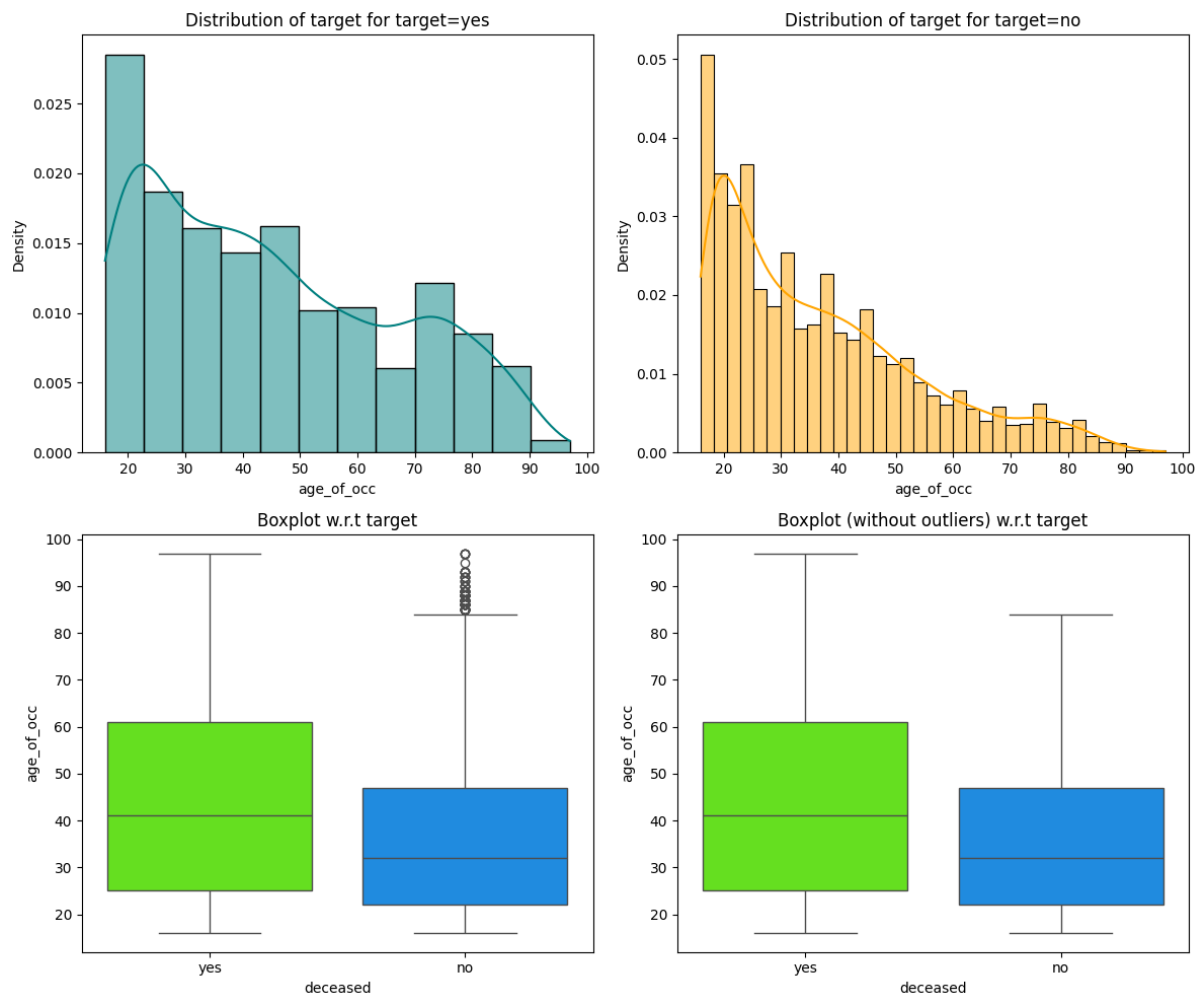 Distribution of target for target=yes
0.025
0.020
0.015
0.010
0.005
0.000
Density
20 30 40 50 60 70 80 90 100
age_of_occ
Distribution of target for target=no
0.05
0.04
0.03
0.02
0.01
0.00
Density
20 30 40 50 60 70 80 90 100
age_of_occ
Boxplot w.r.t target
100
90
80
70
60
50
40
30
20
age_of_occ
yes no
deceased
Boxplot (without outliers) w.r.t target
100
90
80
70
60
50
40
30
20
age_of_occ
yes no
deceased